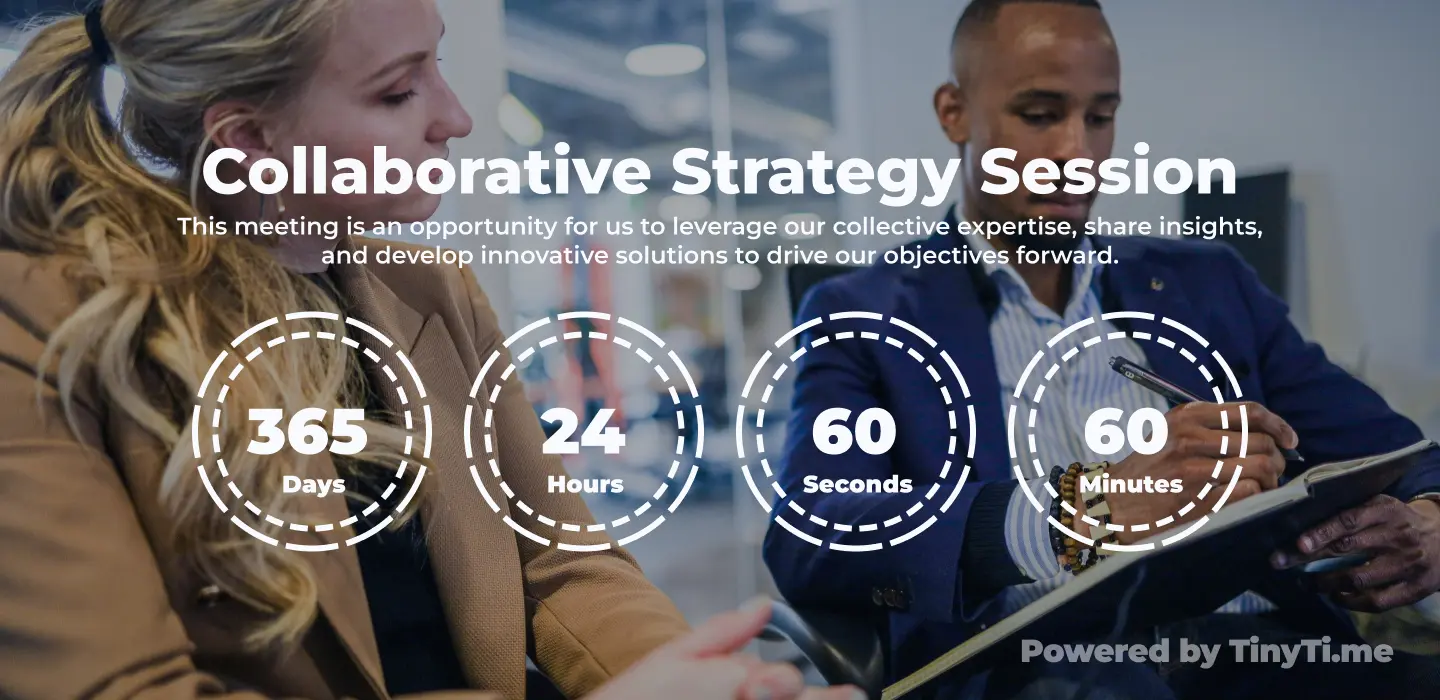 Collaborative Strategy Session
This meeting is an opportunity for us to leverage our collective expertise, share insights,
and develop innovative solutions to drive our objectives forward.
365
Days
24
Hours
60
Seconds
60
Minutes
Powered by TinyTi.me